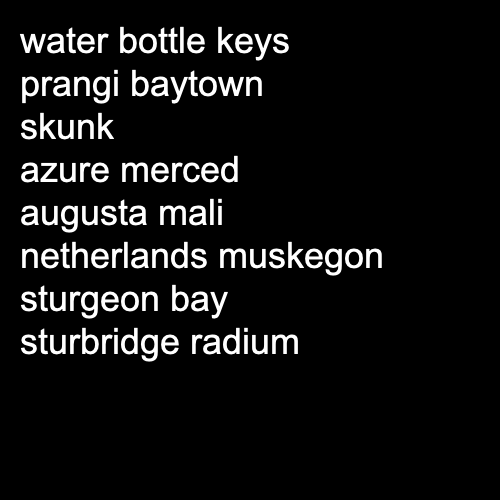 water bottle keys
prangi baytown
skunk
azure merced
augusta mali
netherlands muskegon
sturgeon bay
sturbridge radium